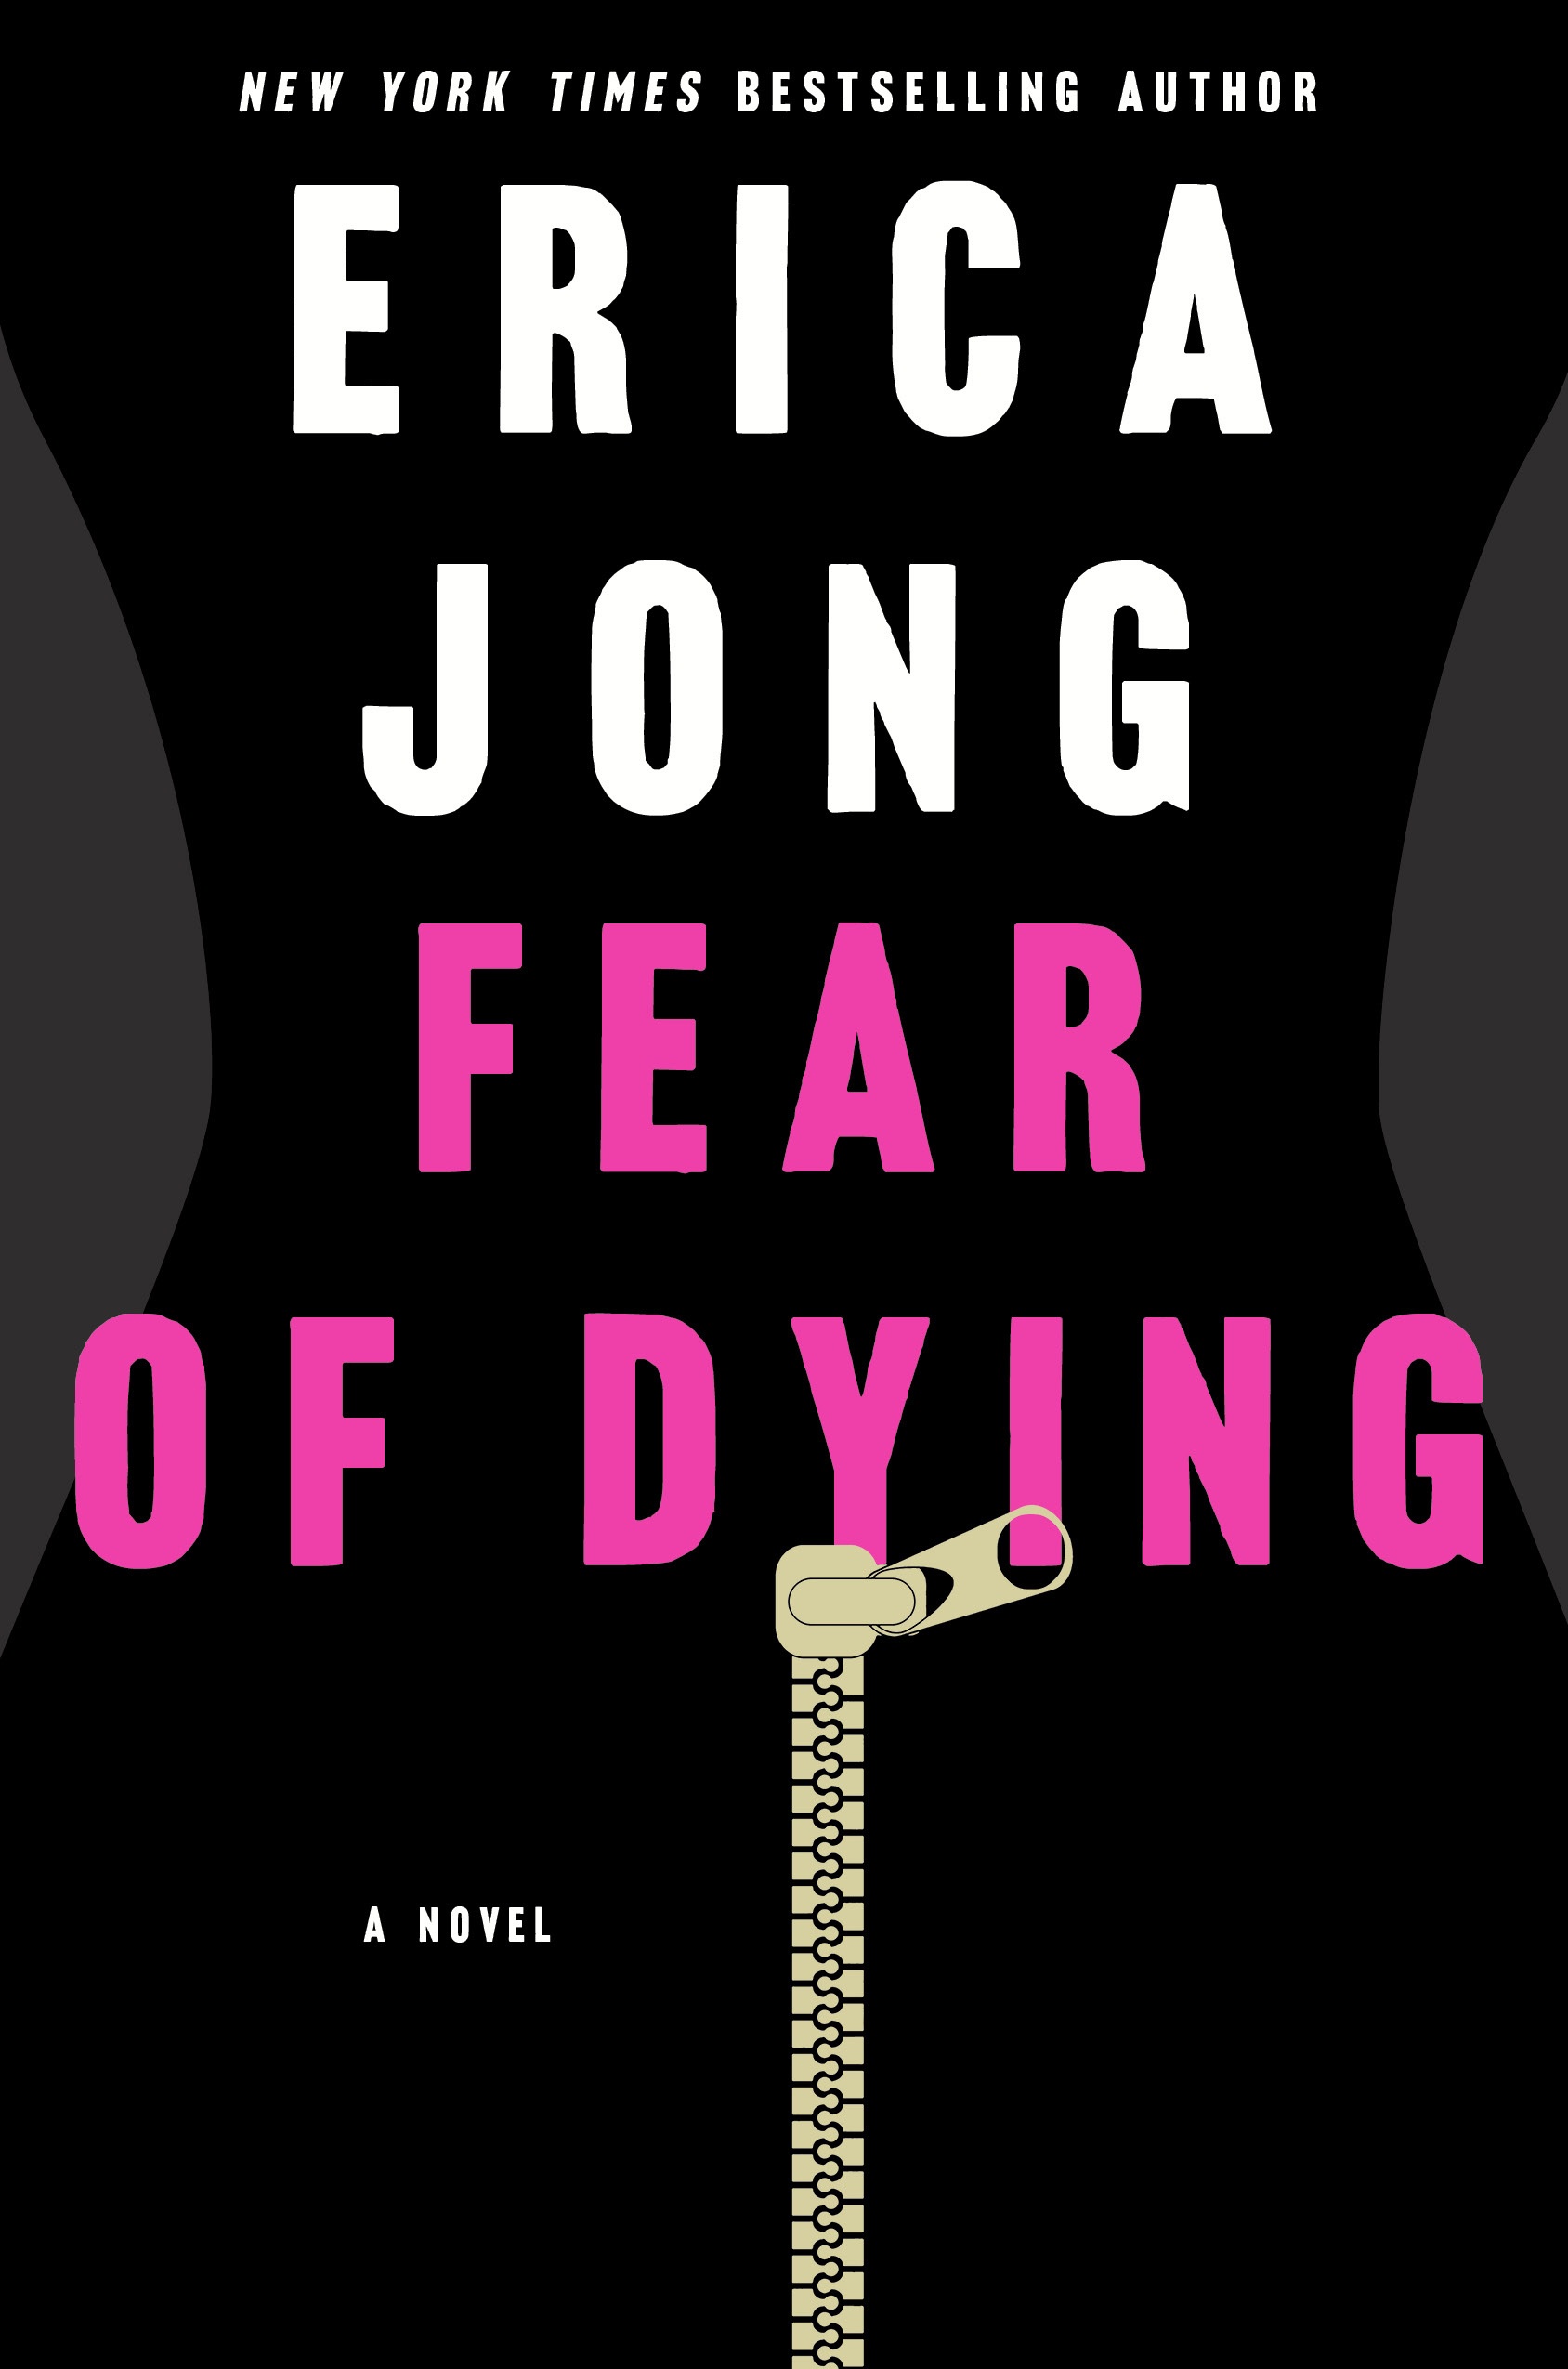 NEW YORK TIMES BESTSELLING AUTHOR
ERICA
JONG
FEAR
OF DYING
A NOVEL